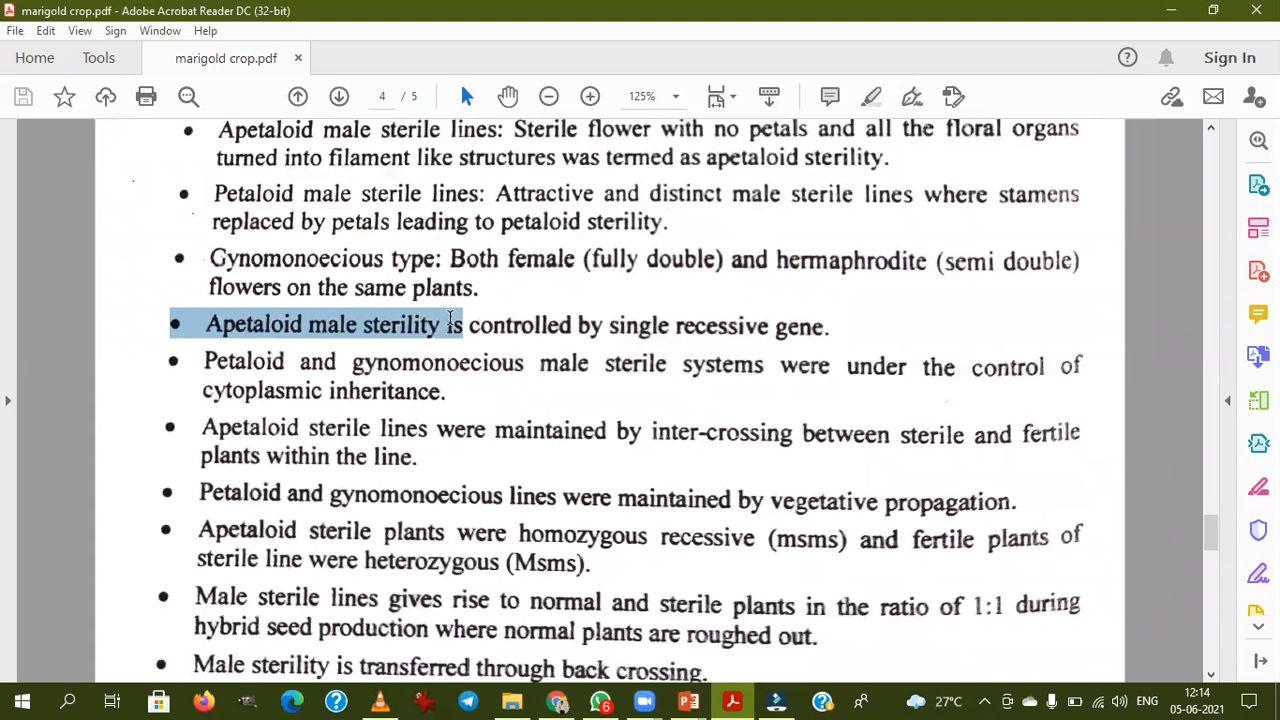 marigold crop.pdf - Adobe Acrobat Reader DC (32-bit)
File Edit View Sign Window Help
Home Tools marigold crop.pdf × Sign In
4 / 5 125%
• Apetaloid male sterile lines: Sterile flower with no petals and all the floral organs
turned into filament like structures was termed as apetaloid sterility.
• Petaloid male sterile lines: Attractive and distinct male sterile lines where stamens
replaced by petals leading to petaloid sterility.
• Gynomonoecious type: Both female (fully double) and hermaphrodite (semi double)
flowers on the same plants.
• Apetaloid male sterility is controlled by single recessive gene.
• Petaloid and gynomonoecious male sterile systems were under the control of
cytoplasmic inheritance.
• Apetaloid sterile lines were maintained by inter-crossing between sterile and fertile
plants within the line.
• Petaloid and gynomonoecious lines were maintained by vegetative propagation.
• Apetaloid sterile plants were homozygous recessive (msms) and fertile plants of
sterile line were heterozygous (Msms).
• Male sterile lines gives rise to normal and sterile plants in the ratio of 1:1 during
hybrid seed production where normal plants are roughed out.
• Male sterility is transferred through back crossing.
6 27°C ENG 12:14
05-06-2021